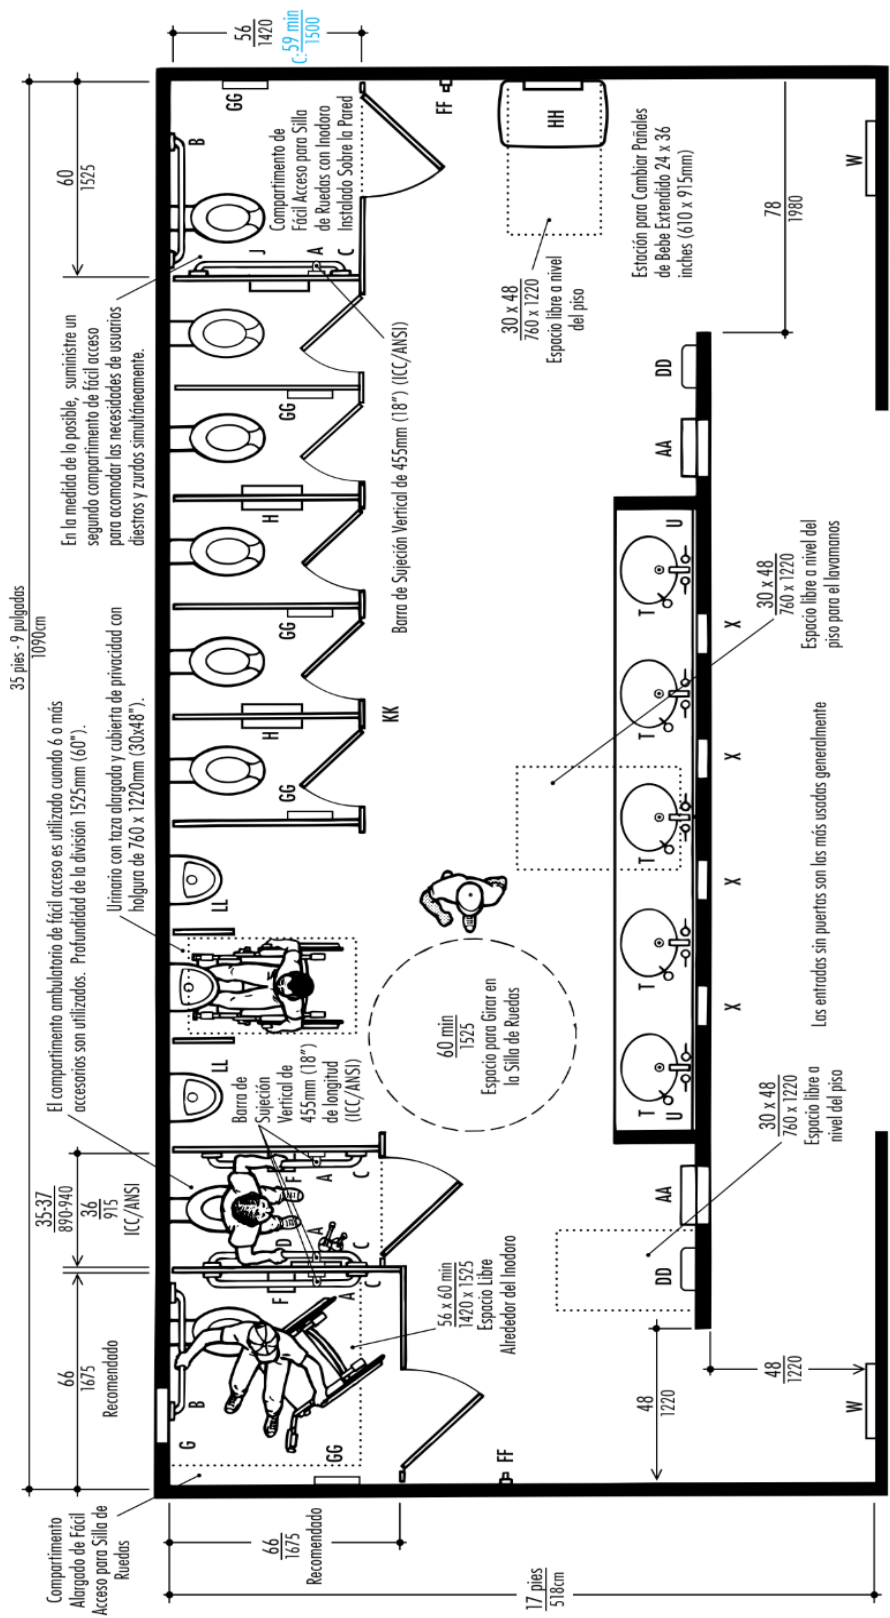 35 pies - 9 pulgadas
1090cm
El compartimento ambulatorio de fácil acceso es utilizado cuando 6 o más
accesorios son utilizados. Profundidad de la división 1525mm (60").
Urinario con taza alargada y cubierta de privacidad con
holgura de 760 x 1220mm (30x48").
En la medida de lo posible, suministre un
segundo compartimento de fácil acceso
para acomodar las necesidades de usuarios
diestros y zurdos simultáneamente.
Compartimento
Alargado de Fácil
Acceso para Silla de
Ruedas
66
1675
Recomendado
35-37
890-940
36
915
ICC/ANSI
60
1525
56
1420
C: 59 min
1500
66
1675
Recomendado
17 pies
518cm
G
B
GG
F
A
C
D
A
C
F
A
C
Barra de
Sujeción
Vertical de
455mm (18”)
de longitud
(ICC/ANSI)
LL
LL
GG
H
GG
H
GG
J
A
C
B
GG
Compartimento de
Fácil Acceso para Silla
de Ruedas con Inodoro
Instalado Sobre la Pared
KK
Barra de Sujeción Vertical de 455mm (18”) (ICC/ANSI)
FF
FF
56 x 60 min
1420 x 1525
Espacio Libre
Alrededor del Inodoro
60 min
1525
Espacio para Girar en
la Silla de Ruedas
30 x 48
760 x 1220
Espacio libre a nivel
del piso
HH
Estación para Cambiar Pañales
de Bebe Extendido 24 x 36
inches (610 x 915mm)
48
1220
DD
AA
T
U
T
T
T
T
U
AA
DD
78
1980
X
X
X
X
48
1220
30 x 48
760 x 1220
Espacio libre a
nivel del piso
30 x 48
760 x 1220
Espacio libre a nivel del
piso para el lavamanos
Las entradas sin puertas son las más usadas generalmente
W
W